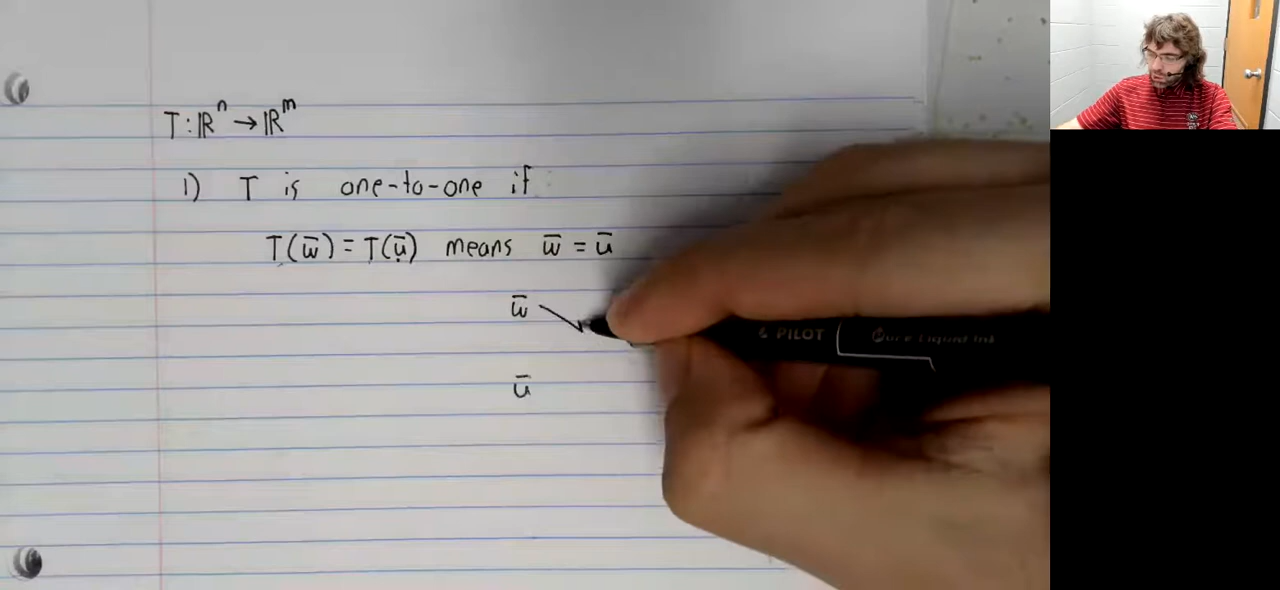 T : ℝⁿ → ℝᵐ
1) T is one-to-one if
T(w̅) = T(u̅) means w̅ = u̅
w̅
PILOT
u̅